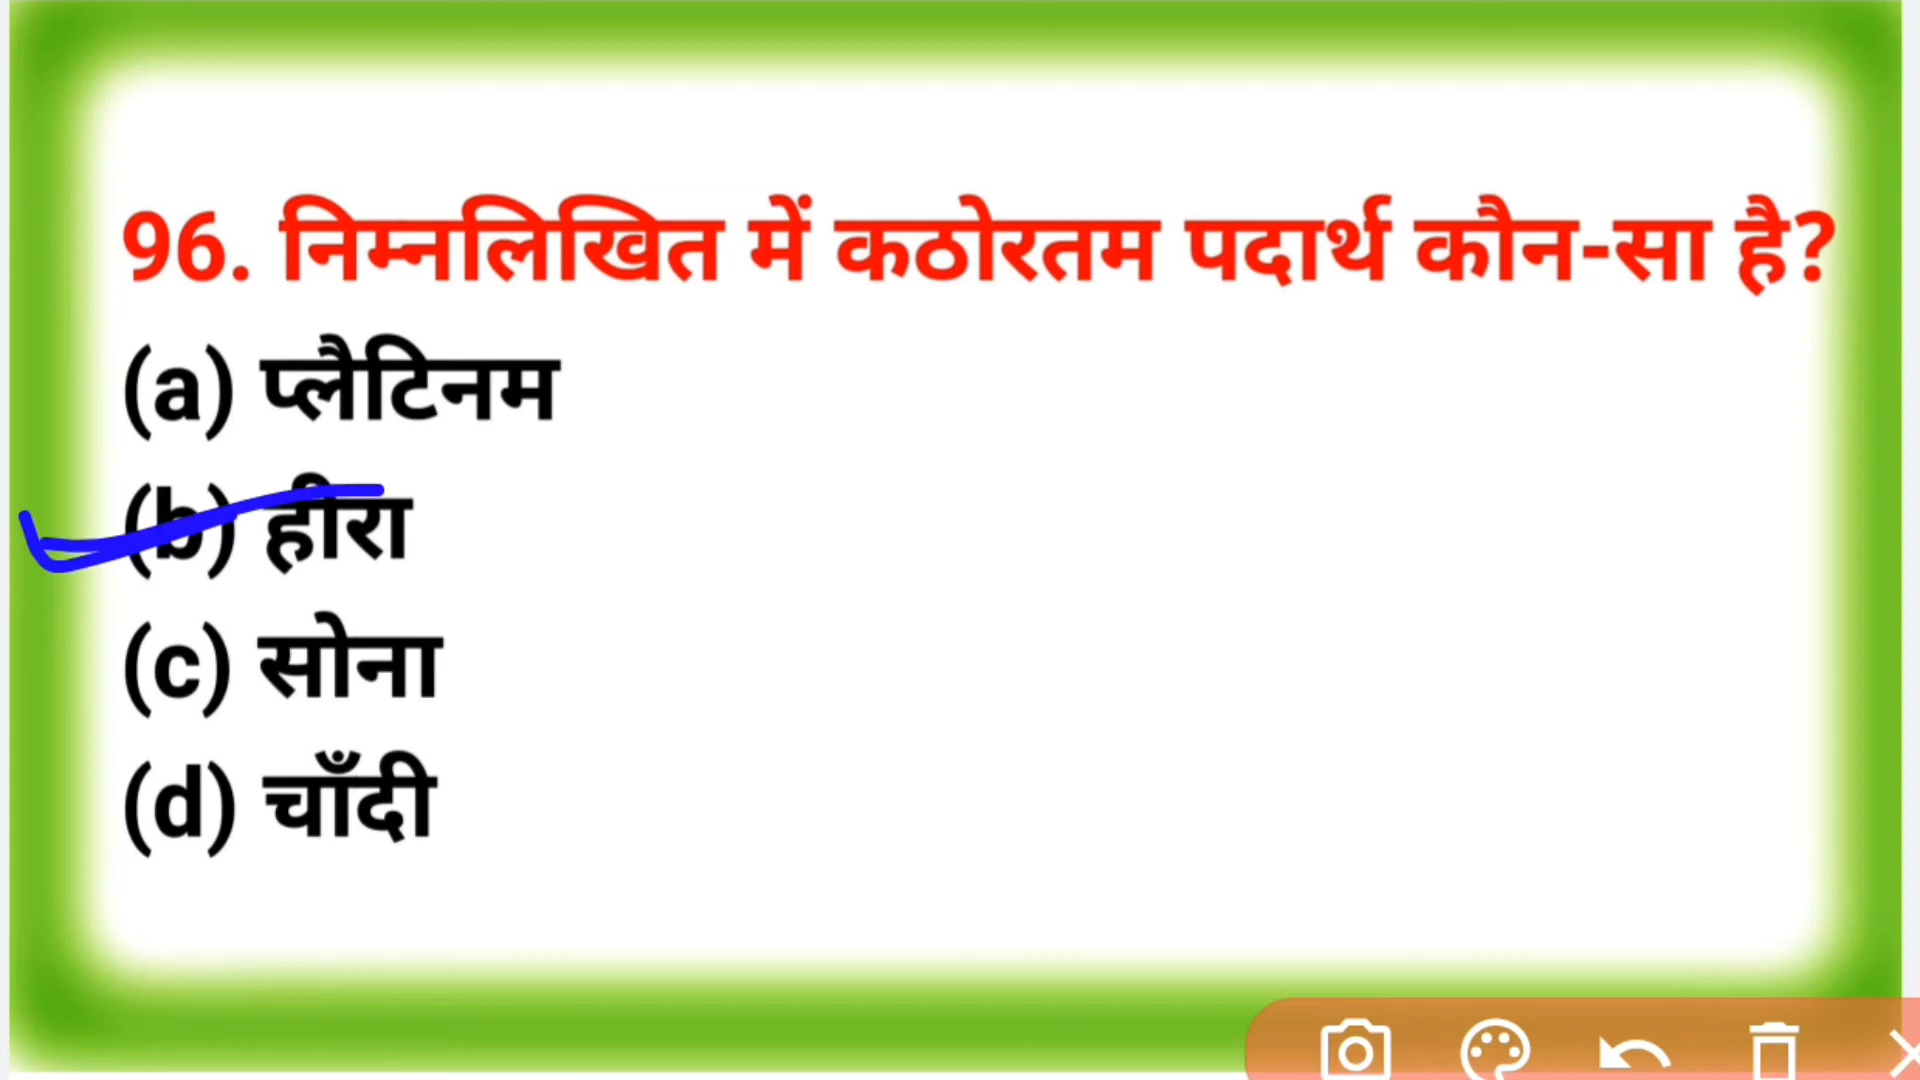 96. निम्नलिखित में कठोरतम पदार्थ कौन-सा है?
(a) प्लैटिनम
(b) हीरा
(c) सोना
(d) चाँदी